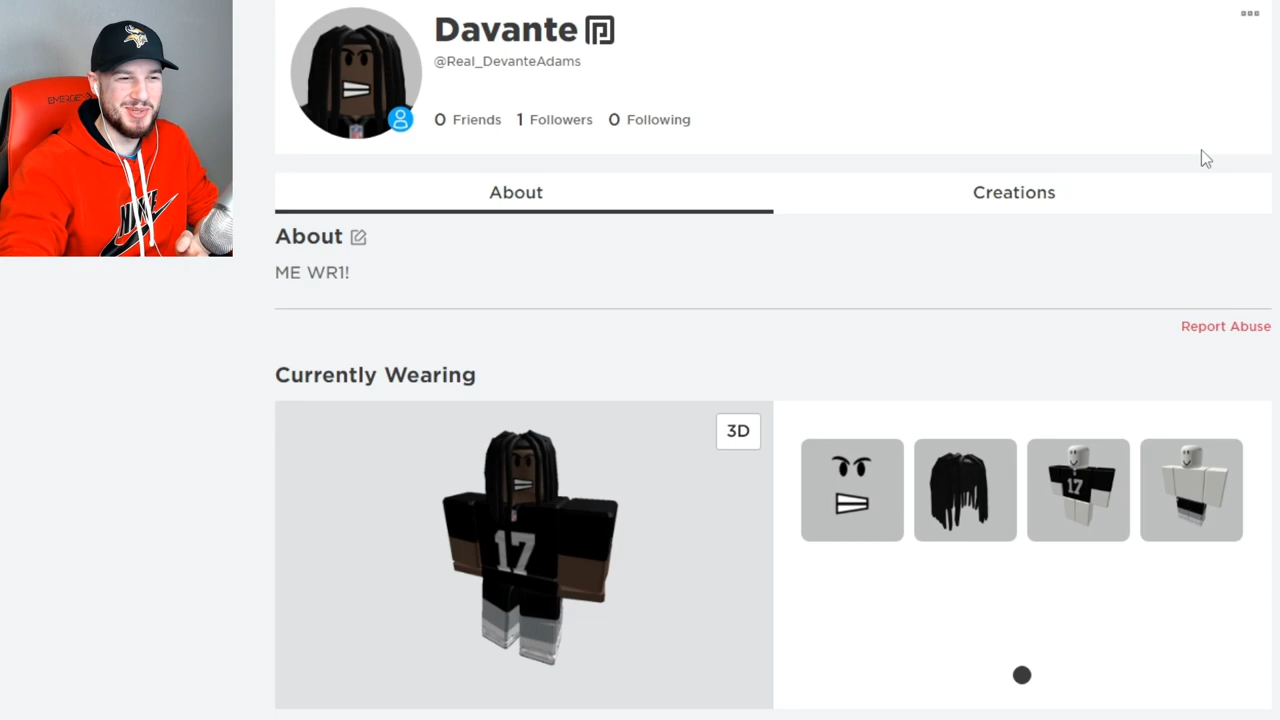 Davante
@Real_DevanteAdams
0 Friends 1 Followers 0 Following
About Creations
About
ME WR1!
Report Abuse
Currently Wearing
3D
17
17
NIKE